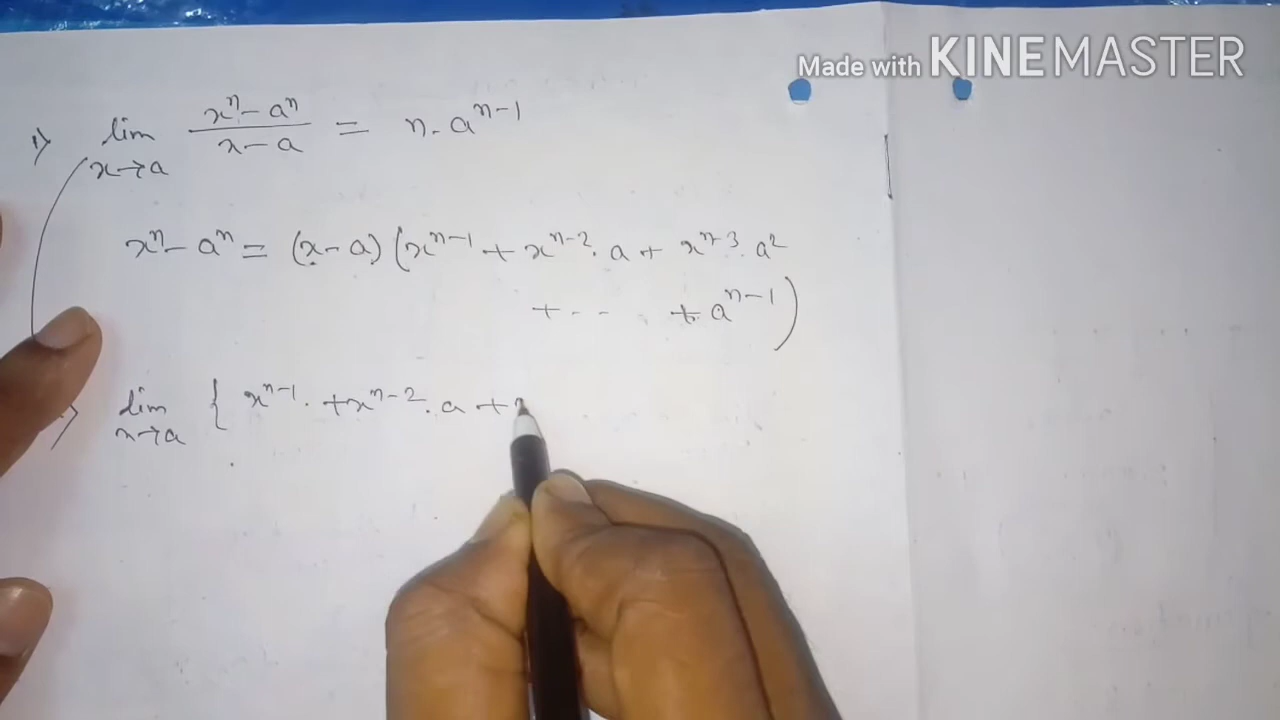 Made with KINEMASTER
1) lim x→a (xⁿ - aⁿ)/(x - a) = n · aⁿ⁻¹
xⁿ - aⁿ = (x - a) (xⁿ⁻¹ + xⁿ⁻² · a + xⁿ⁻³ · a²
+ - - . + aⁿ⁻¹)
lim x→a { xⁿ⁻¹ · + xⁿ⁻² · a +